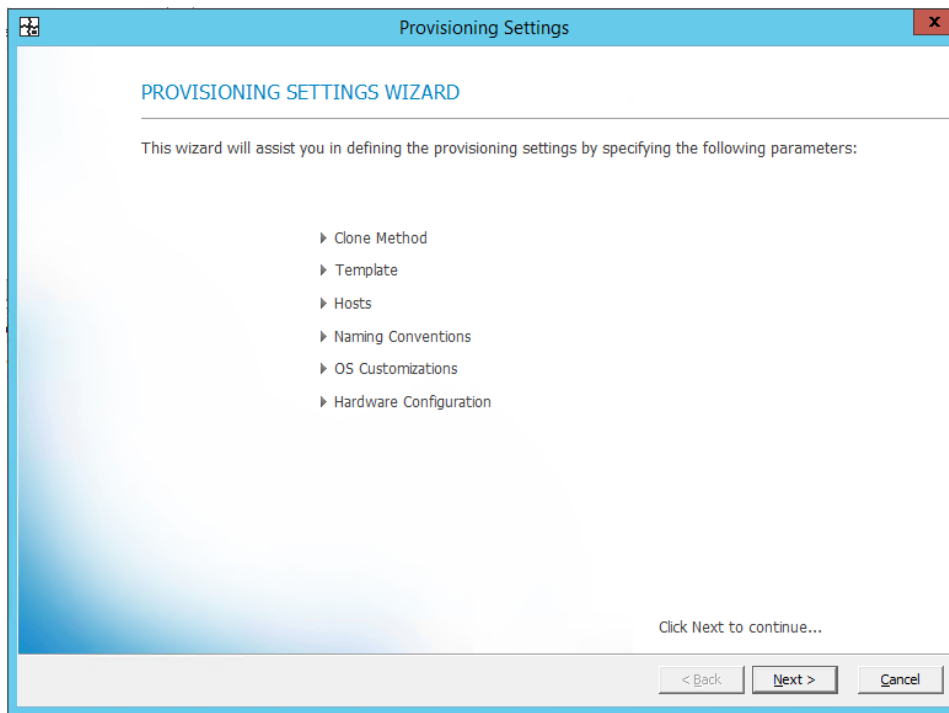 Provisioning Settings
x
PROVISIONING SETTINGS WIZARD
This wizard will assist you in defining the provisioning settings by specifying the following parameters:
Clone Method
Template
Hosts
Naming Conventions
OS Customizations
Hardware Configuration
Click Next to continue...
< Back
Next >
Cancel